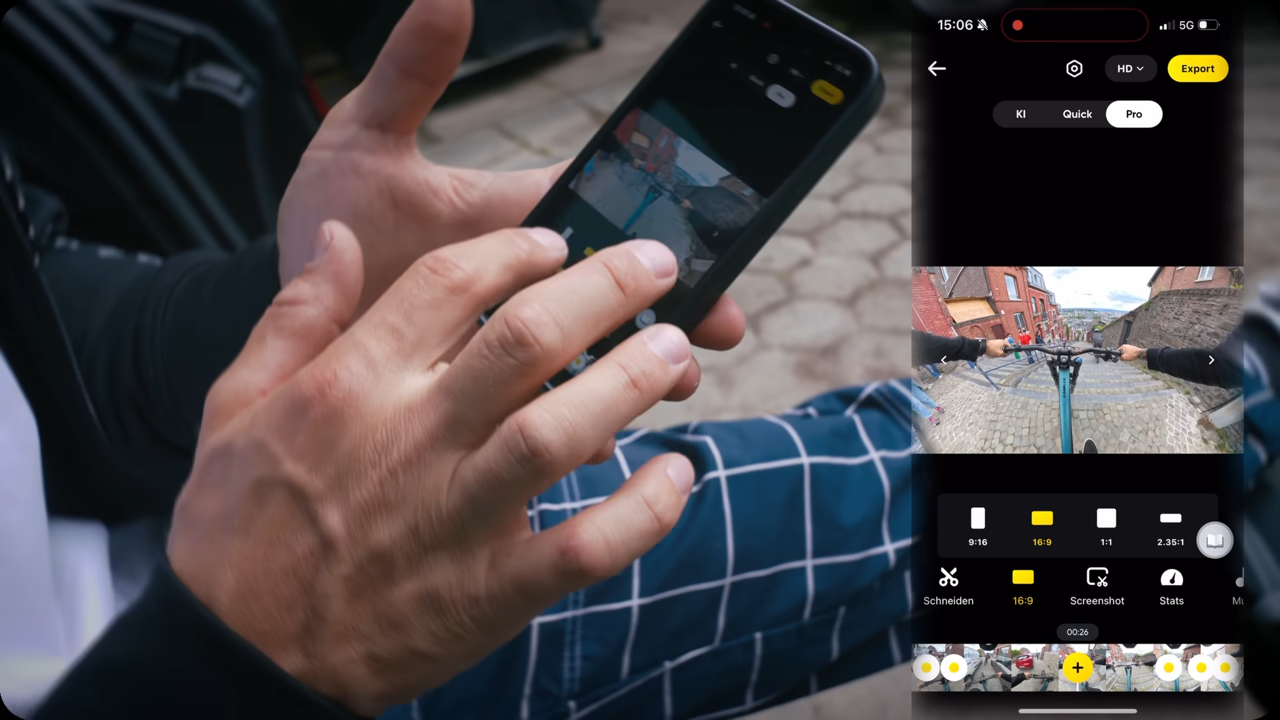 15:06
5G
HD
Export
KI
Quick
Pro
9:16
16:9
1:1
2.35:1
Schneiden
16:9
Screenshot
Stats
00:26